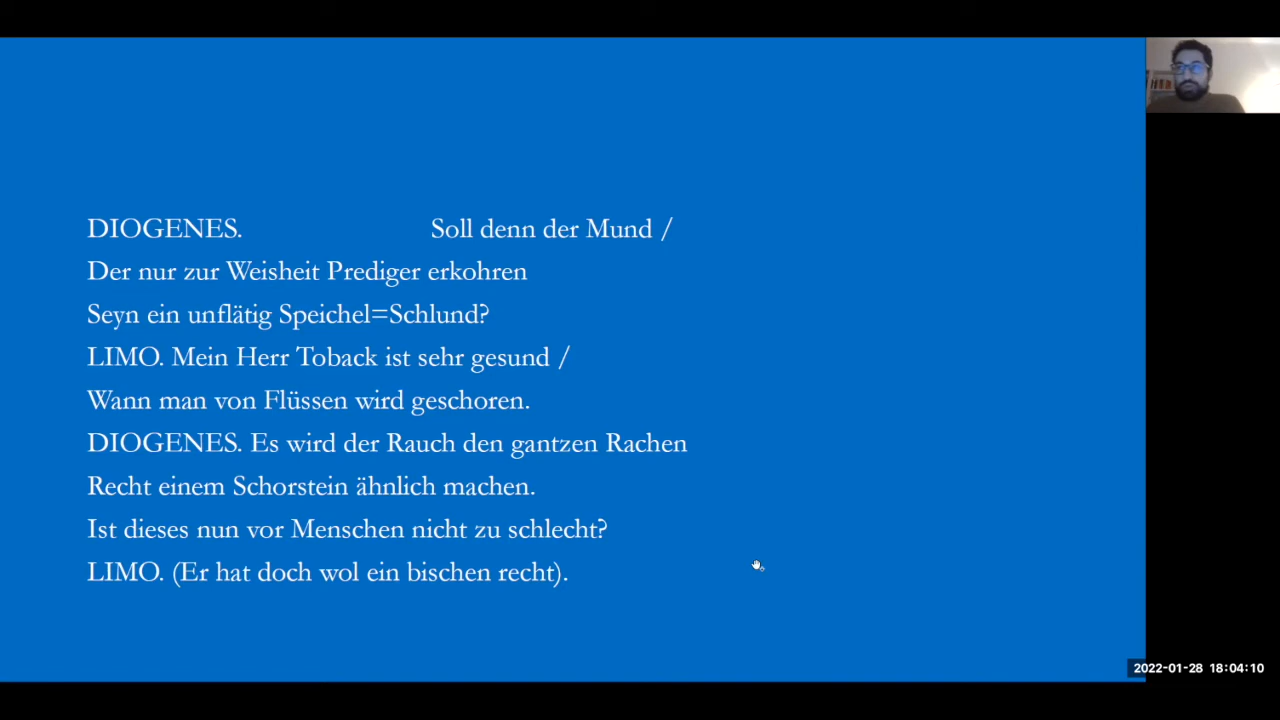 DIOGENES. Soll denn der Mund /
Der nur zur Weisheit Prediger erkohren
Seyn ein unflätig Speichel=Schlund?
LIMO. Mein Herr Toback ist sehr gesund /
Wann man von Flüssen wird geschoren.
DIOGENES. Es wird der Rauch den gantzen Rachen
Recht einem Schorstein ähnlich machen.
Ist dieses nun vor Menschen nicht zu schlecht?
LIMO. (Er hat doch wol ein bischen recht).
2022-01-28 18:04:10